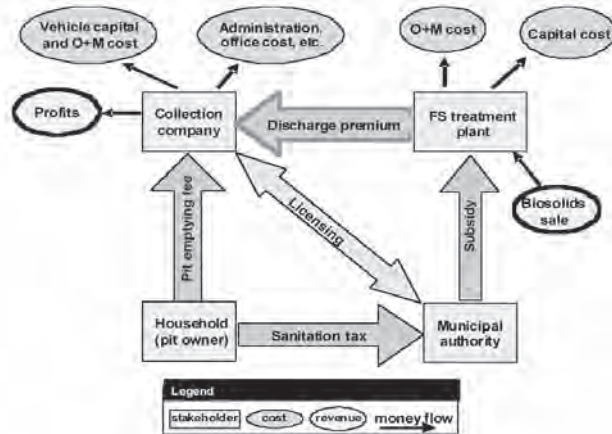 Vehicle capital
and O+M cost
Administration,
office cost, etc.
O+M cost
Capital cost
Profits
Collection
company
Discharge premium
FS treatment
plant
Biosolids
sale
Pit emptying fee
Licensing
Subsidy
Household
(pit owner)
Sanitation tax
Municipal
authority
Legend
stakeholder
cost
revenue
money flow